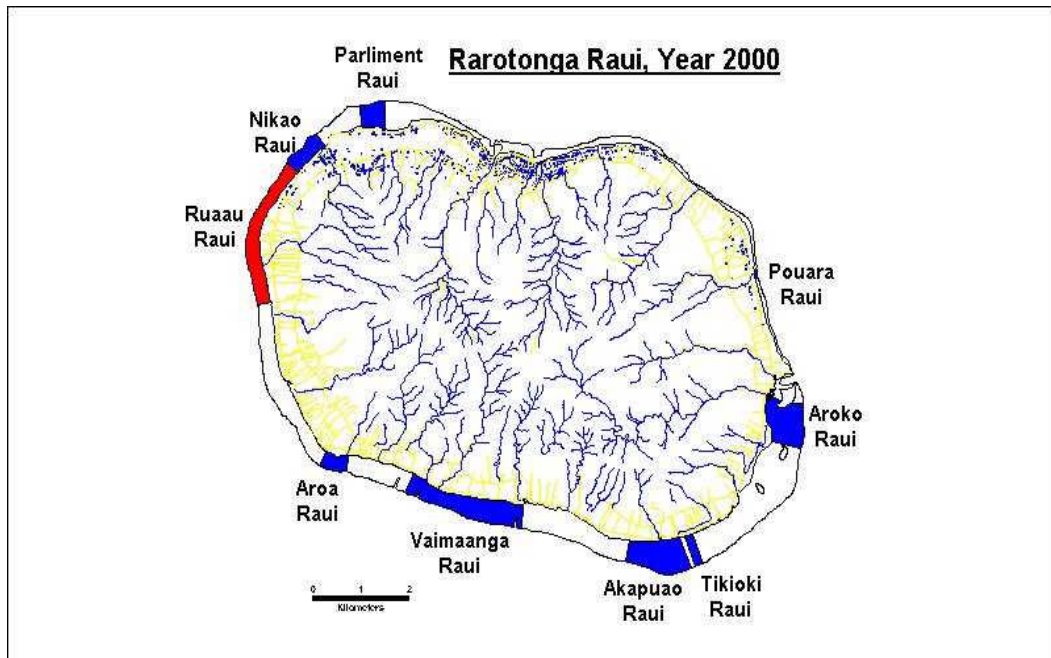 Rarotonga Raui, Year 2000
Parliment
Raui
Nikao
Raui
Ruaau
Raui
Pouara
Raui
Aroko
Raui
Aroa
Raui
Vaimaanga
Raui
Akapuao
Raui
Tikioki
Raui
0 1 2
Kilometers